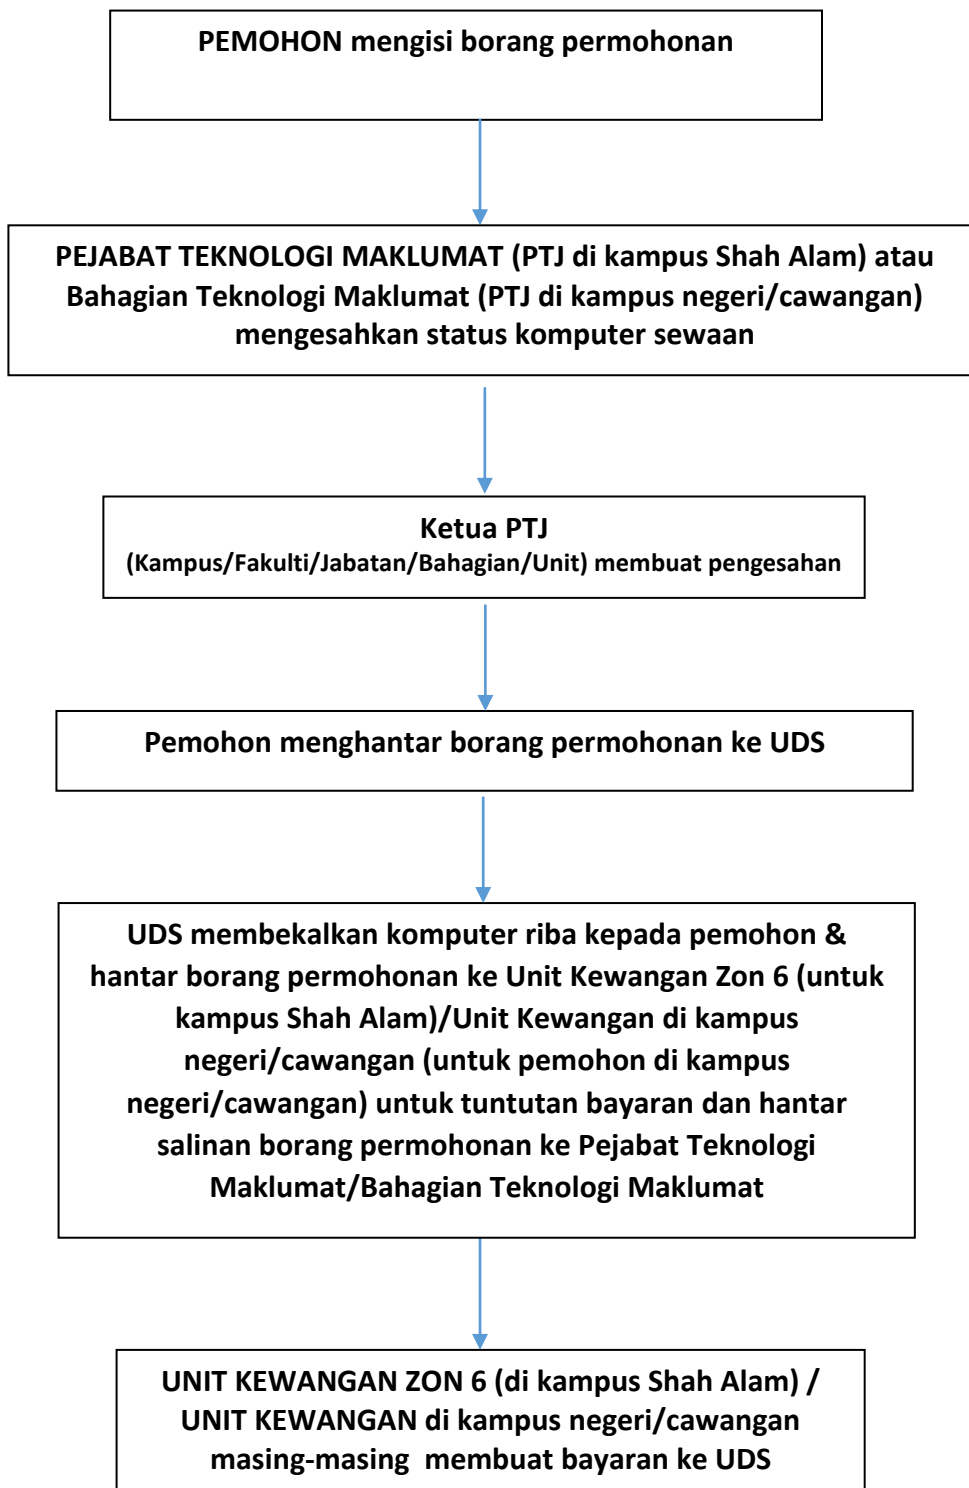 PEMOHON mengisi borang permohonan
PEJABAT TEKNOLOGI MAKLUMAT (PTJ di kampus Shah Alam) atau
Bahagian Teknologi Maklumat (PTJ di kampus negeri/cawangan)
mengesahkan status komputer sewaan
Ketua PTJ
(Kampus/Fakulti/Jabatan/Bahagian/Unit) membuat pengesahan
Pemohon menghantar borang permohonan ke UDS
UDS membekalkan komputer riba kepada pemohon &
hantar borang permohonan ke Unit Kewangan Zon 6 (untuk
kampus Shah Alam)/Unit Kewangan di kampus
negeri/cawangan (untuk pemohon di kampus
negeri/cawangan) untuk tuntutan bayaran dan hantar
salinan borang permohonan ke Pejabat Teknologi
Maklumat/Bahagian Teknologi Maklumat
UNIT KEWANGAN ZON 6 (di kampus Shah Alam) /
UNIT KEWANGAN di kampus negeri/cawangan
masing-masing  membuat bayaran ke UDS